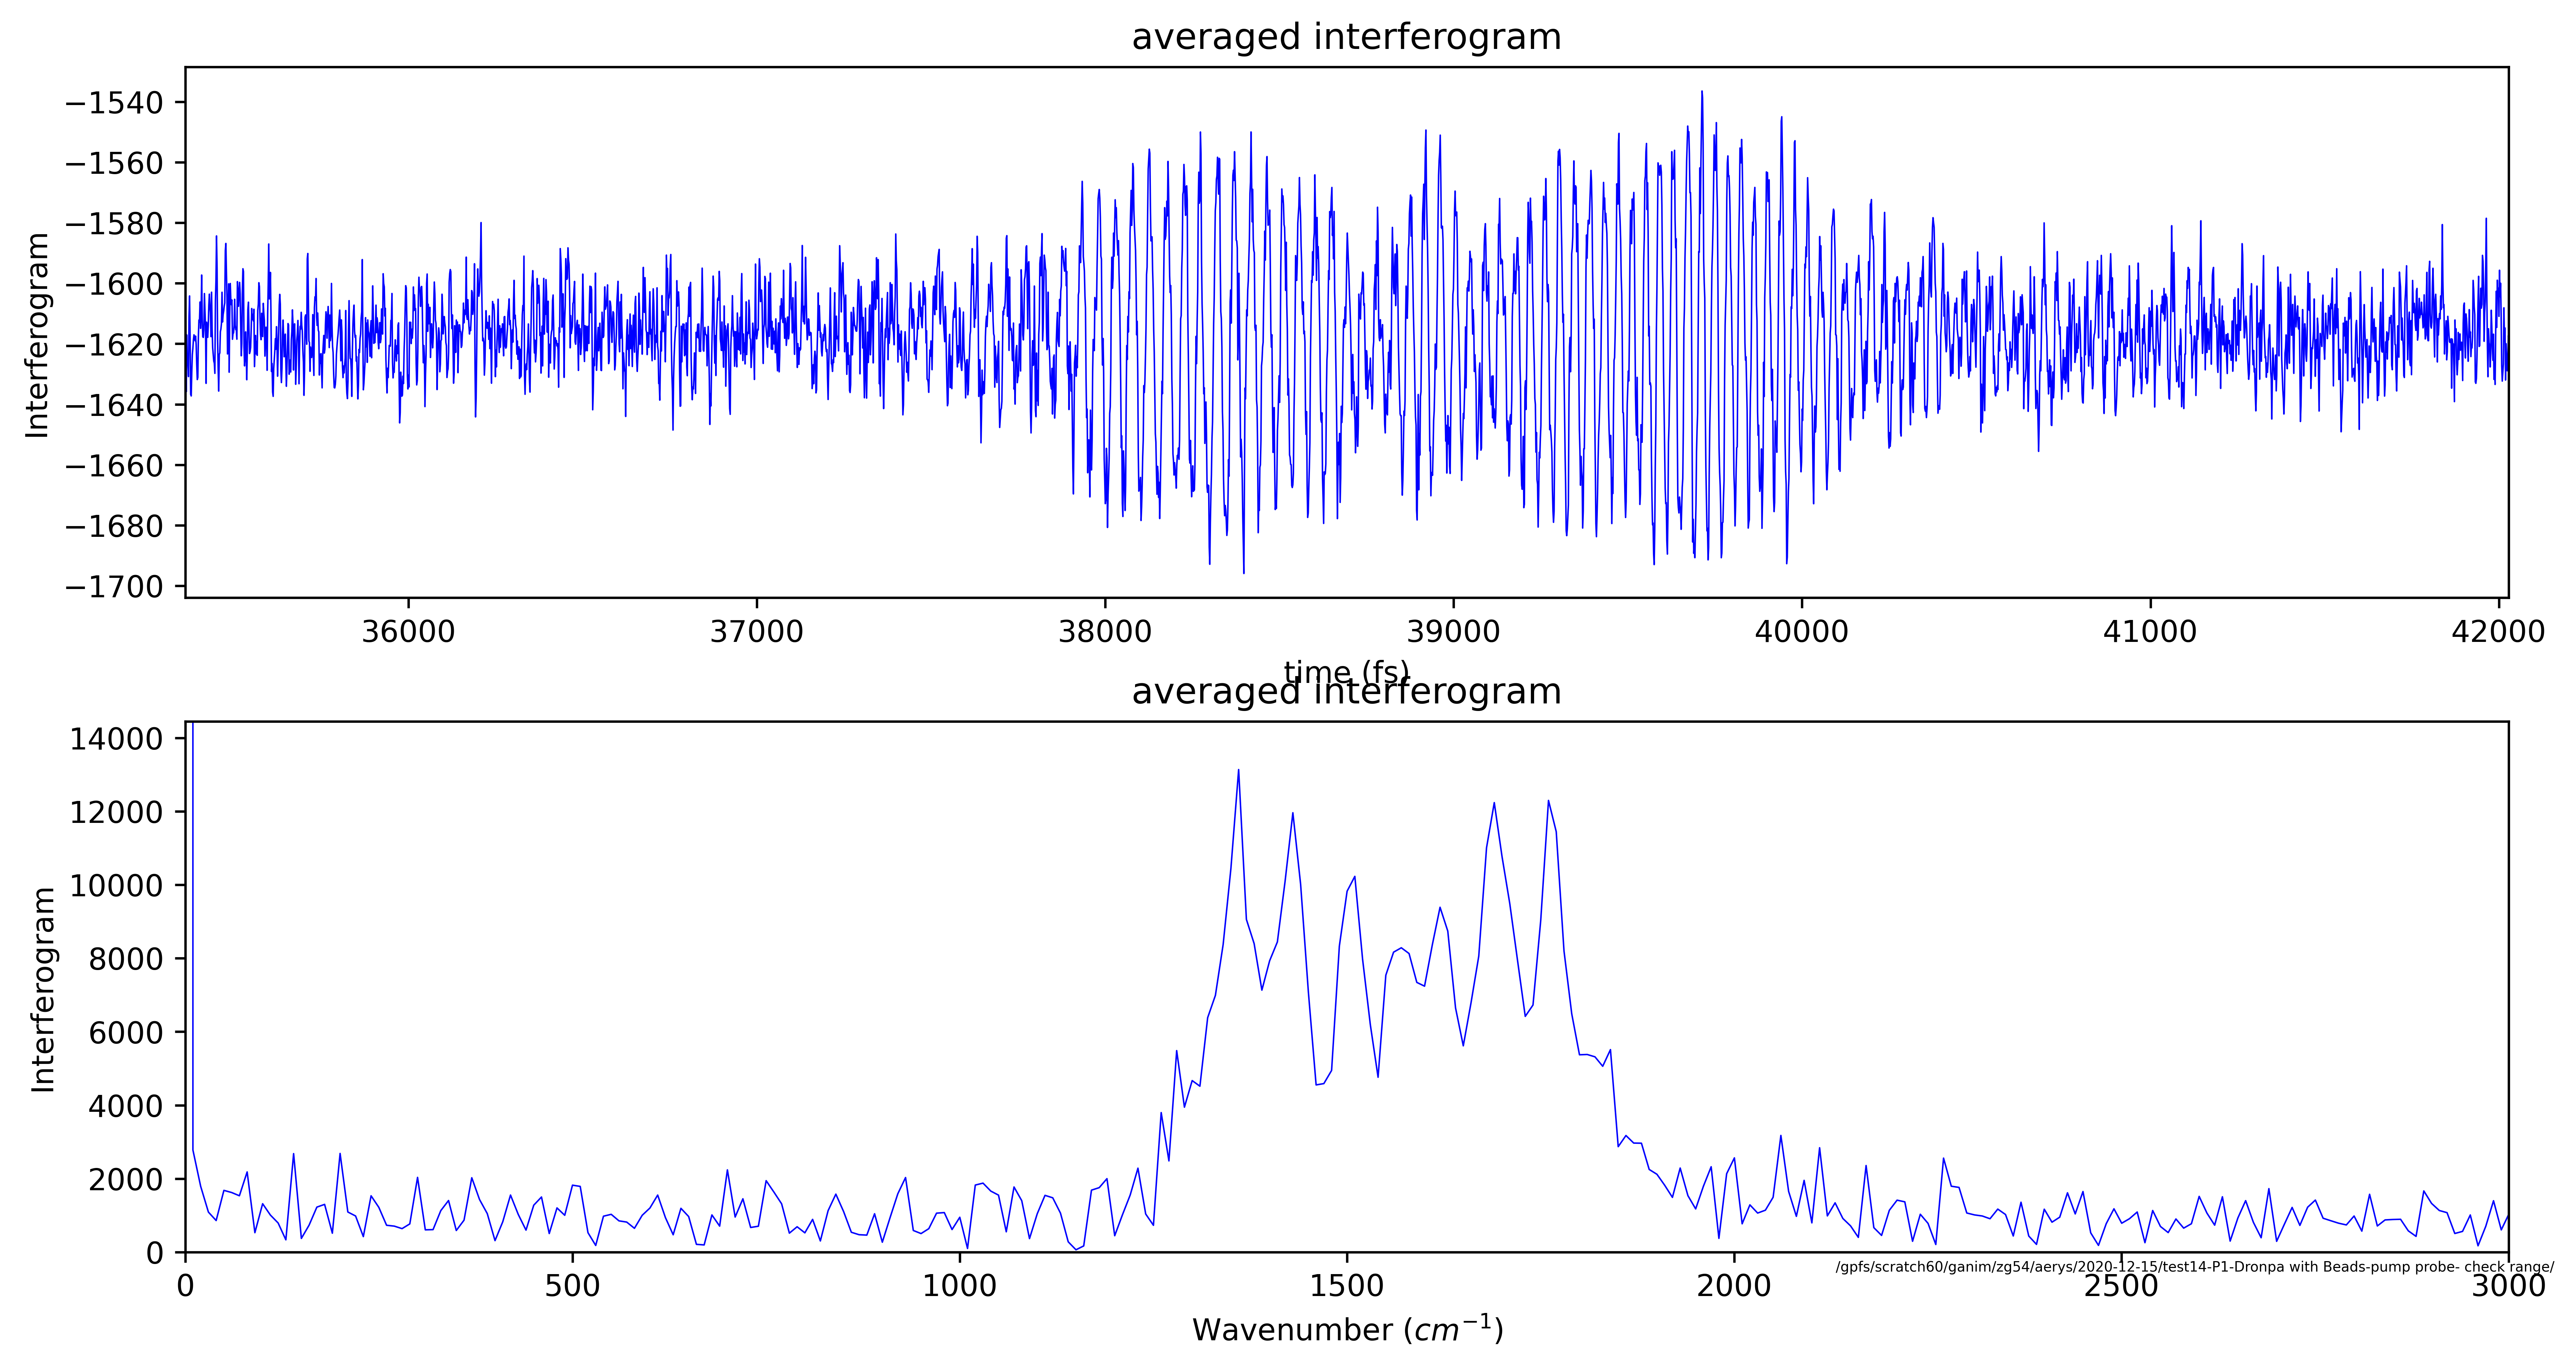 averaged interferogram
Interferogram
−1540
−1560
−1580
−1600
−1620
−1640
−1660
−1680
−1700
36000 37000 38000 39000 40000 41000 42000
time (fs)
averaged interferogram
Interferogram
14000
12000
10000
8000
6000
4000
2000
0
/gpfs/scratch60/ganim/zg54/aerys/2020-12-15/test14-P1-Dronpa with Beads-pump probe- check range/
0 500 1000 1500 2000 2500 3000
Wavenumber (cm⁻¹)